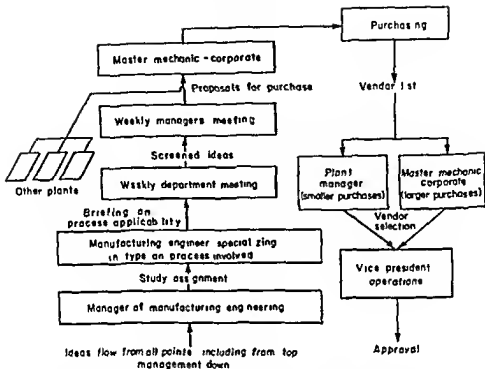 Purchasing
Master mechanic-corporate
Proposals for purchase
Vendor list
Weekly managers meeting
Screened ideas
Other plante
Weekly department meeting
Plant
manager
(smaller purchases)
Master mechanic
corporate
(larger purchases)
Briefing on
process applicability
Vendor
selection
Manufacturing engineer specializing
in type an process involved
Study assignment
Vice president
operations
Manager of manufacturing engineering
Ideas flow from all pointe including from top
management down
Approval